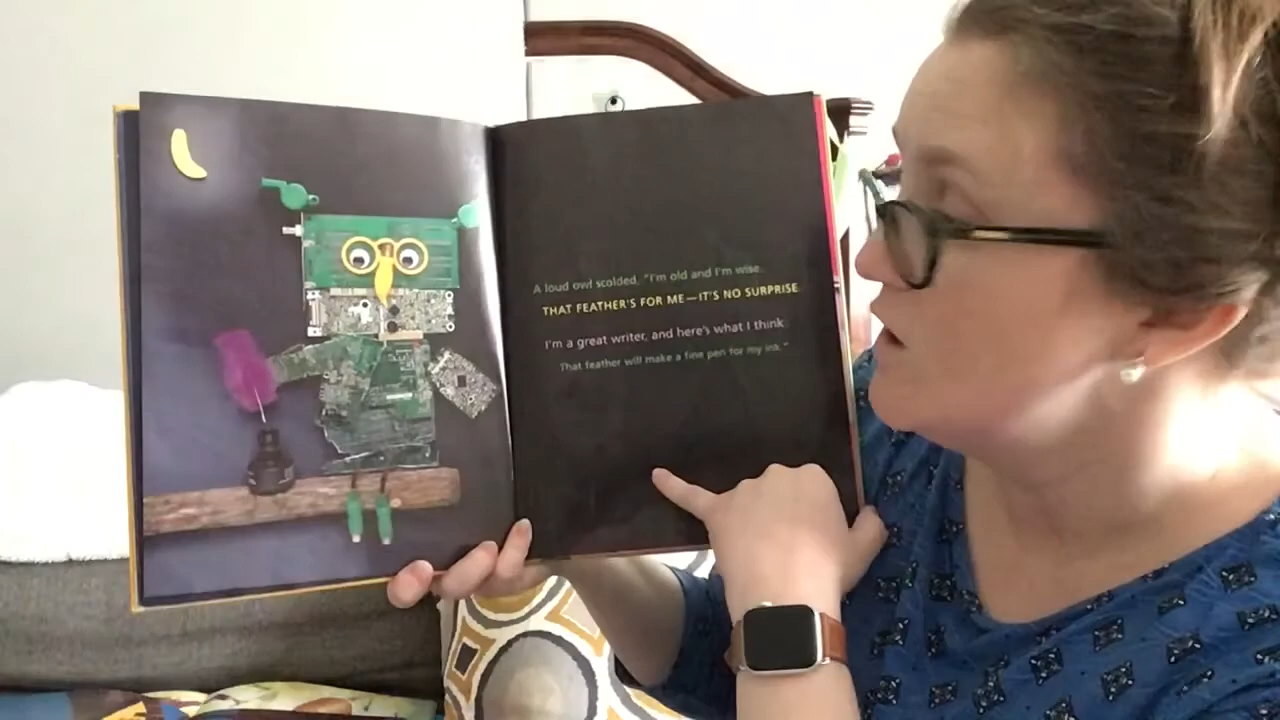 A loud owl scolded, "I'm old and I'm wise.
THAT FEATHER'S FOR ME—IT'S NO SURPRISE.
I'm a great writer, and here's what I think:
That feather will make a fine pen for my ink."